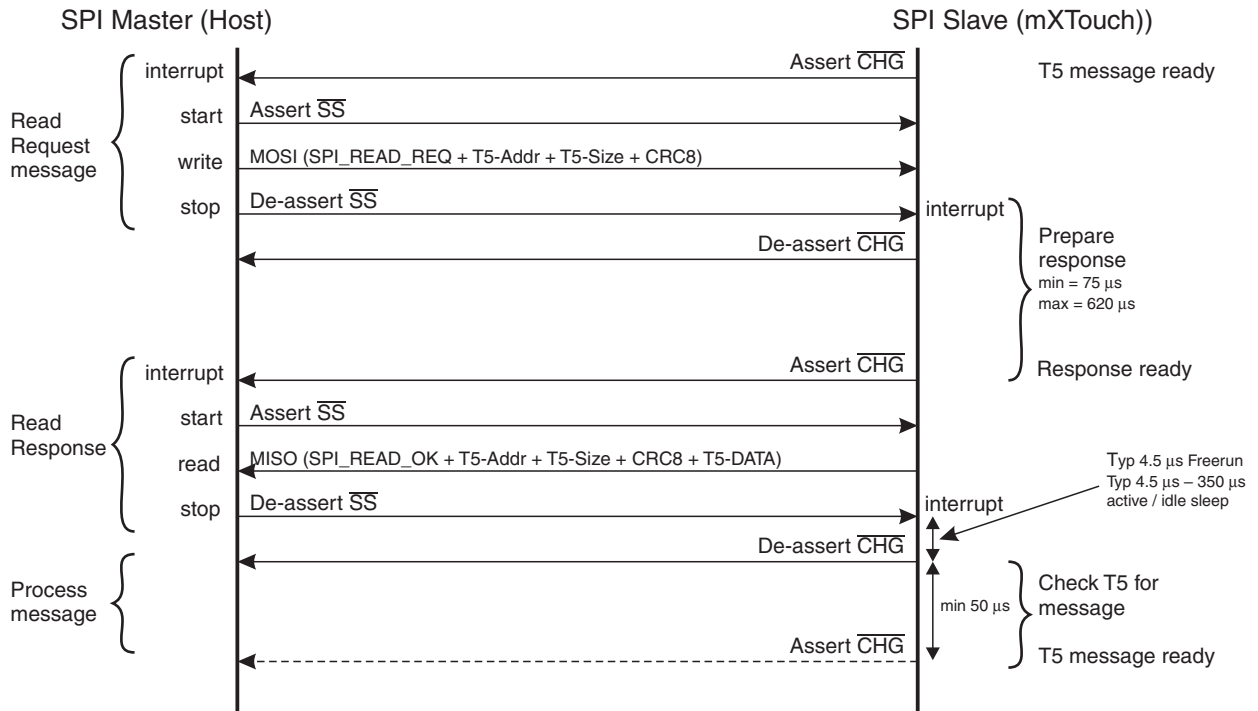 SPI Master (Host)
SPI Slave (mXTouch))
interrupt
Assert CHG
T5 message ready
Read
Request
message
start
Assert SS
write
MOSI (SPI_READ_REQ + T5-Addr + T5-Size + CRC8)
stop
De-assert SS
interrupt
De-assert CHG
Prepare
response
min = 75 µs
max = 620 µs
interrupt
Assert CHG
Response ready
Read
Response
start
Assert SS
read
MISO (SPI_READ_OK + T5-Addr + T5-Size + CRC8 + T5-DATA)
stop
De-assert SS
interrupt
Typ 4.5 µs Freerun
Typ 4.5 µs – 350 µs
active / idle sleep
De-assert CHG
Process
message
min 50 µs
Check T5 for
message
Assert CHG
T5 message ready